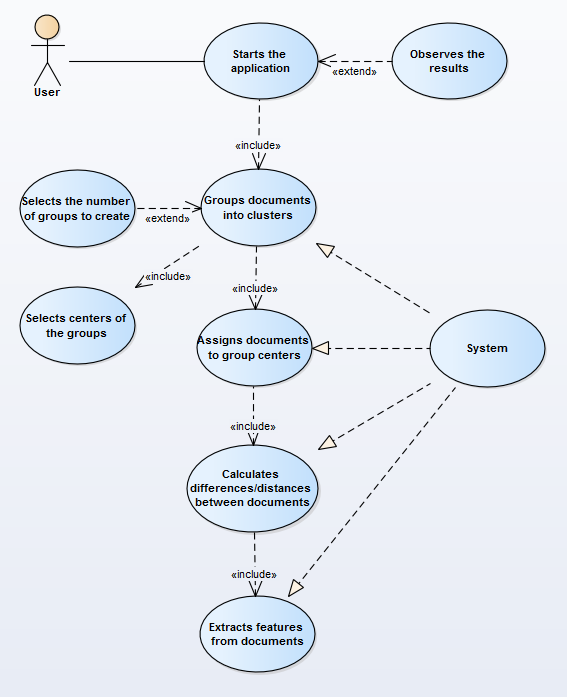 Starts the
application
Observes the
results
«extend»
User
«include»
Selects the number
of groups to create
Groups documents
into clusters
«extend»
«include»
«include»
Selects centers of
the groups
Assigns documents
to group centers
System
«include»
Calculates
differences/distances
between documents
«include»
Extracts features
from documents